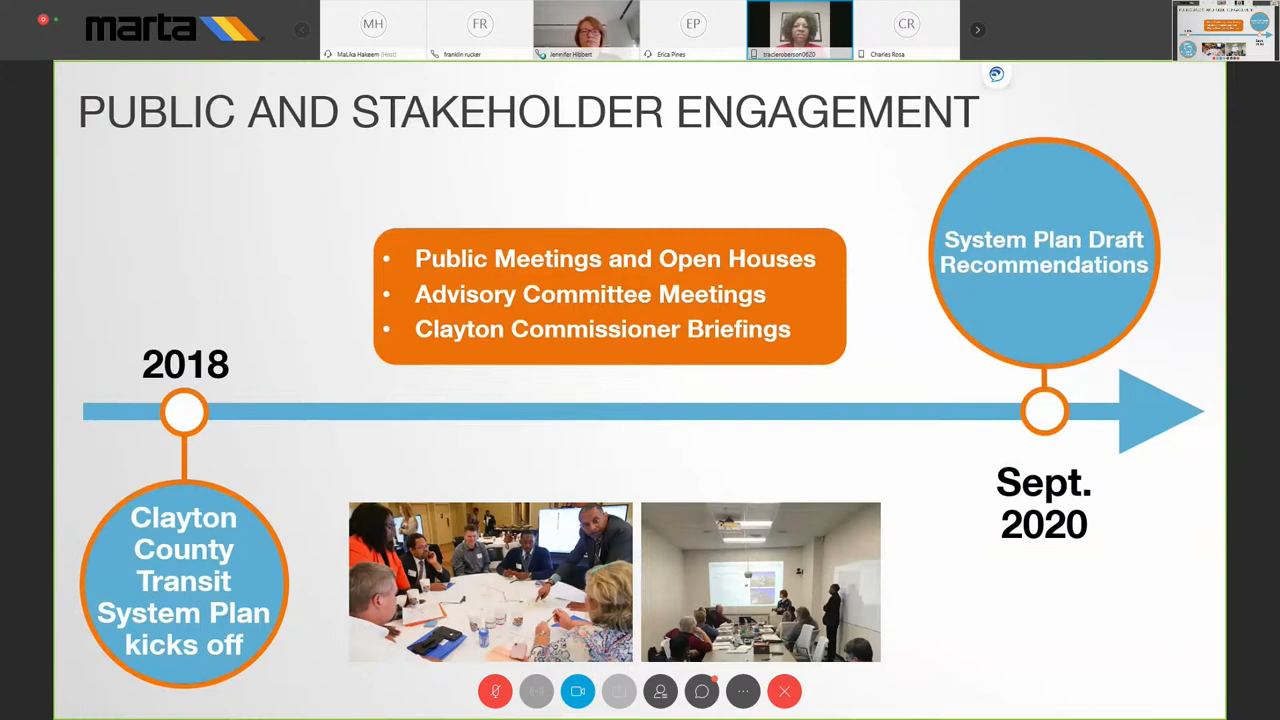 marta
MH
FR
EP
CR
MaLika Hakeem (Host)
franklin rucker
Jennifer Hibbert
Erica Pines
tracieroberson0620
Charles Rosa
PUBLIC AND STAKEHOLDER ENGAGEMENT
System Plan Draft
Recommendations
• Public Meetings and Open Houses
• Advisory Committee Meetings
• Clayton Commissioner Briefings
2018
Clayton
County
Transit
System Plan
kicks off
Sept.
2020